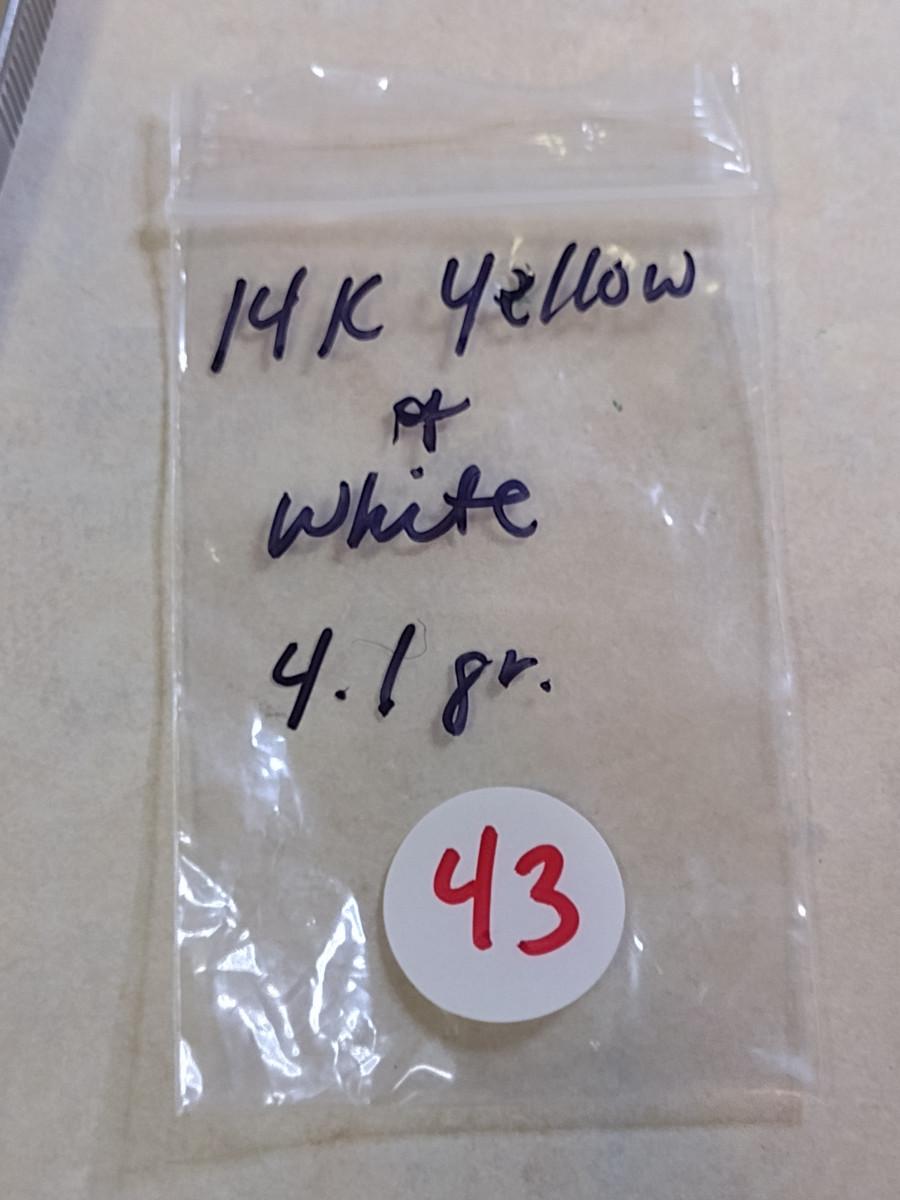 14K Yellow
White
4.1 gr.
43